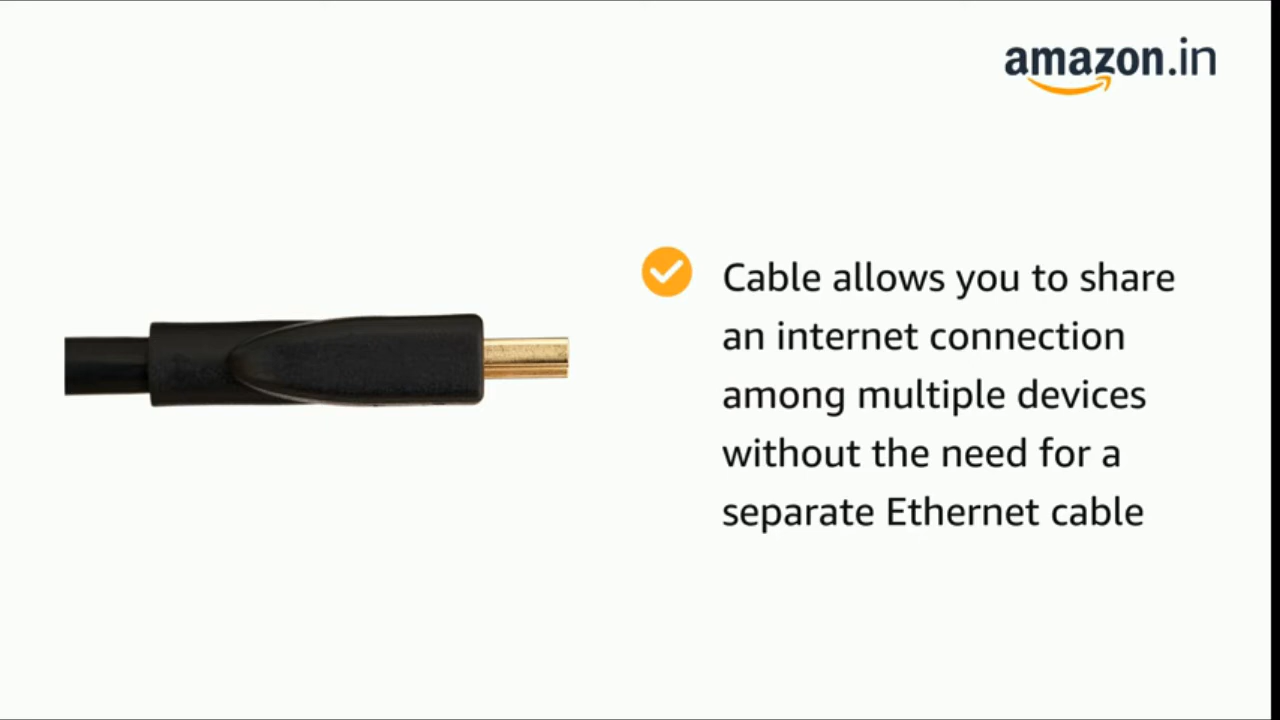 amazon.in
Cable allows you to share
an internet connection
among multiple devices
without the need for a
separate Ethernet cable